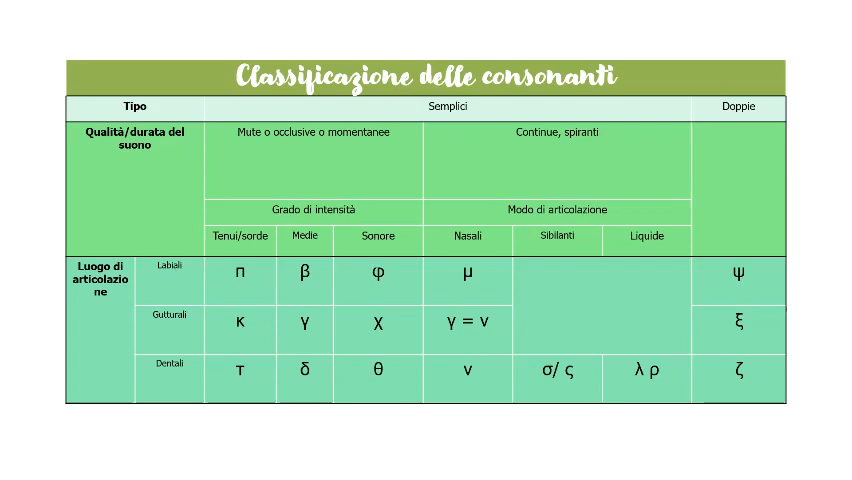 Classificazione delle consonanti
Tipo Semplici Doppie
Qualità/durata del
suono
Mute o occlusive o momentanee Continue, spiranti
Grado di intensità Modo di articolazione
Tenui/sorde Medie Sonore Nasali Sibilanti Liquide
Luogo di
articolazio
ne
Labiali π β φ μ ψ
Gutturali κ γ χ γ = ν ξ
Dentali τ δ θ ν σ/ ς λ ρ ζ